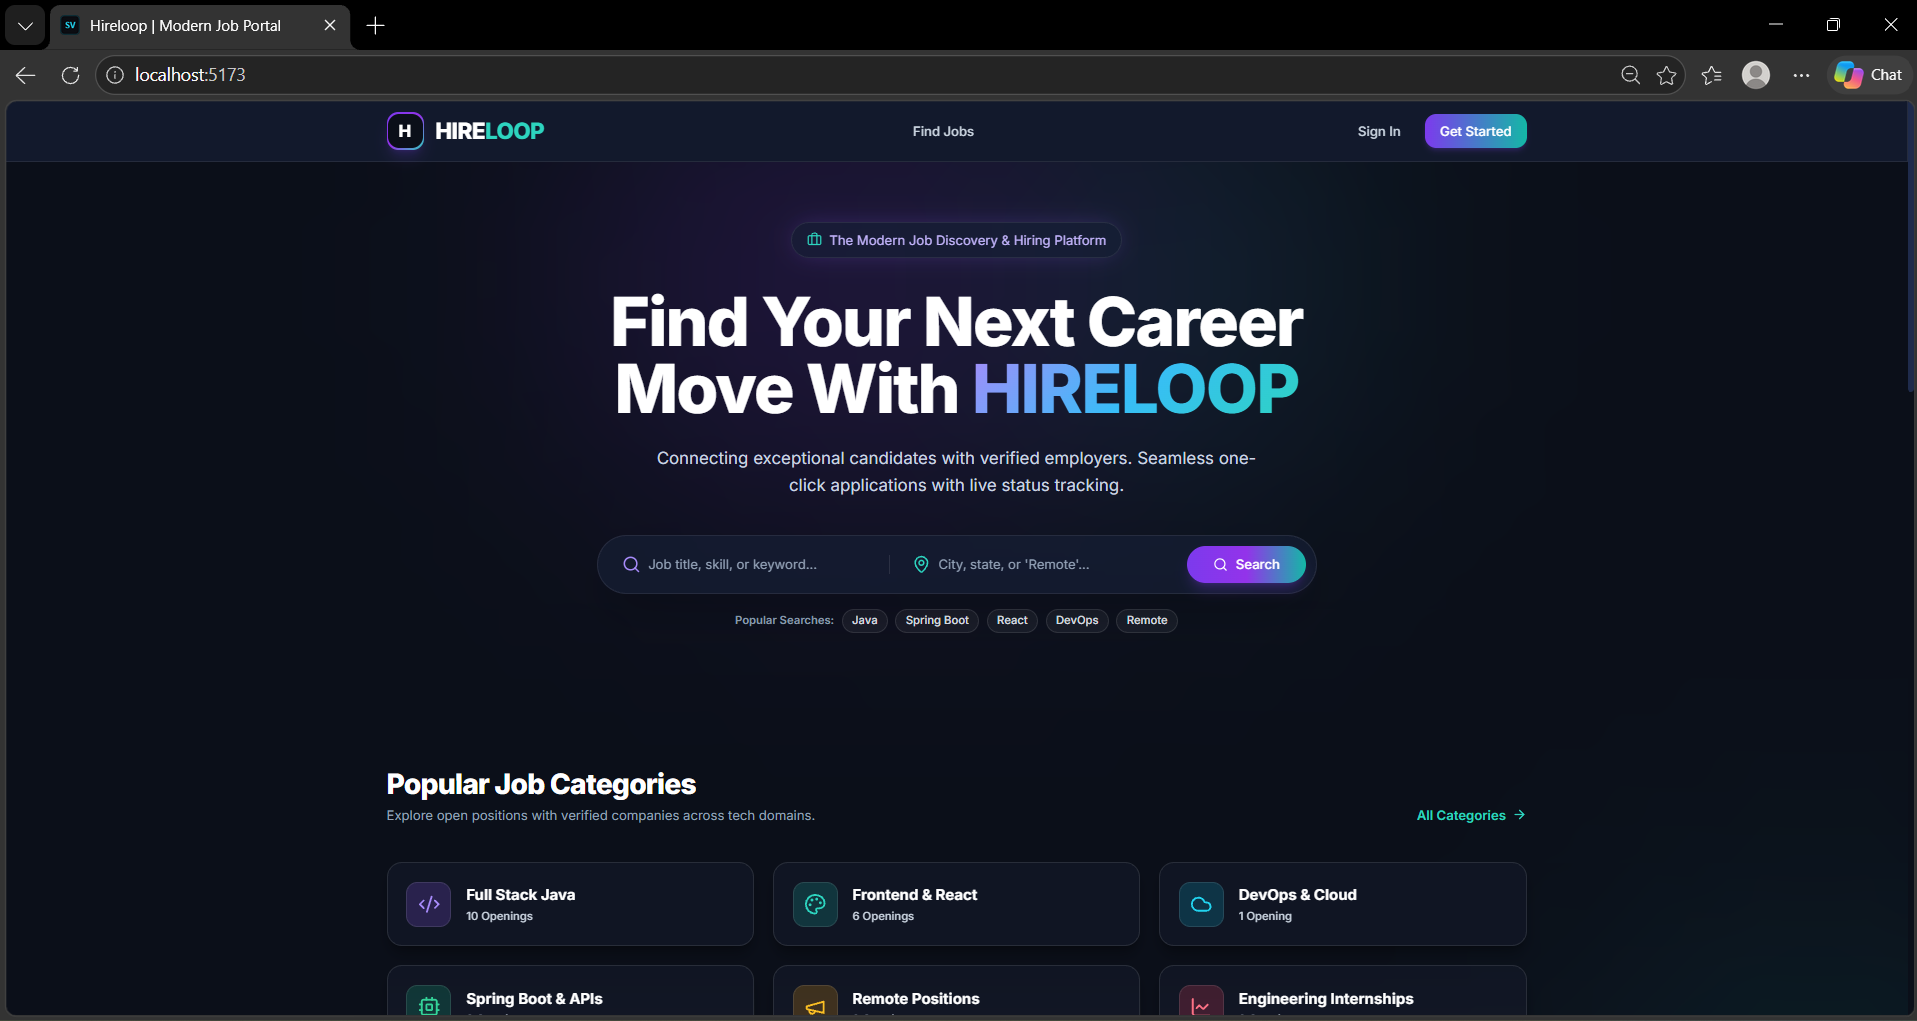 SV Hireloop | Modern Job Portal
localhost:5173
Chat
H HIRELOOP Find Jobs Sign In Get Started
The Modern Job Discovery & Hiring Platform
Find Your Next Career
Move With HIRELOOP
Connecting exceptional candidates with verified employers. Seamless one-
click applications with live status tracking.
Job title, skill, or keyword... City, state, or 'Remote'... Search
Popular Searches: Java Spring Boot React DevOps Remote
Popular Job Categories
Explore open positions with verified companies across tech domains.
All Categories →
Full Stack Java
10 Openings
Frontend & React
6 Openings
DevOps & Cloud
1 Opening
Spring Boot & APIs
Remote Positions
Engineering Internships